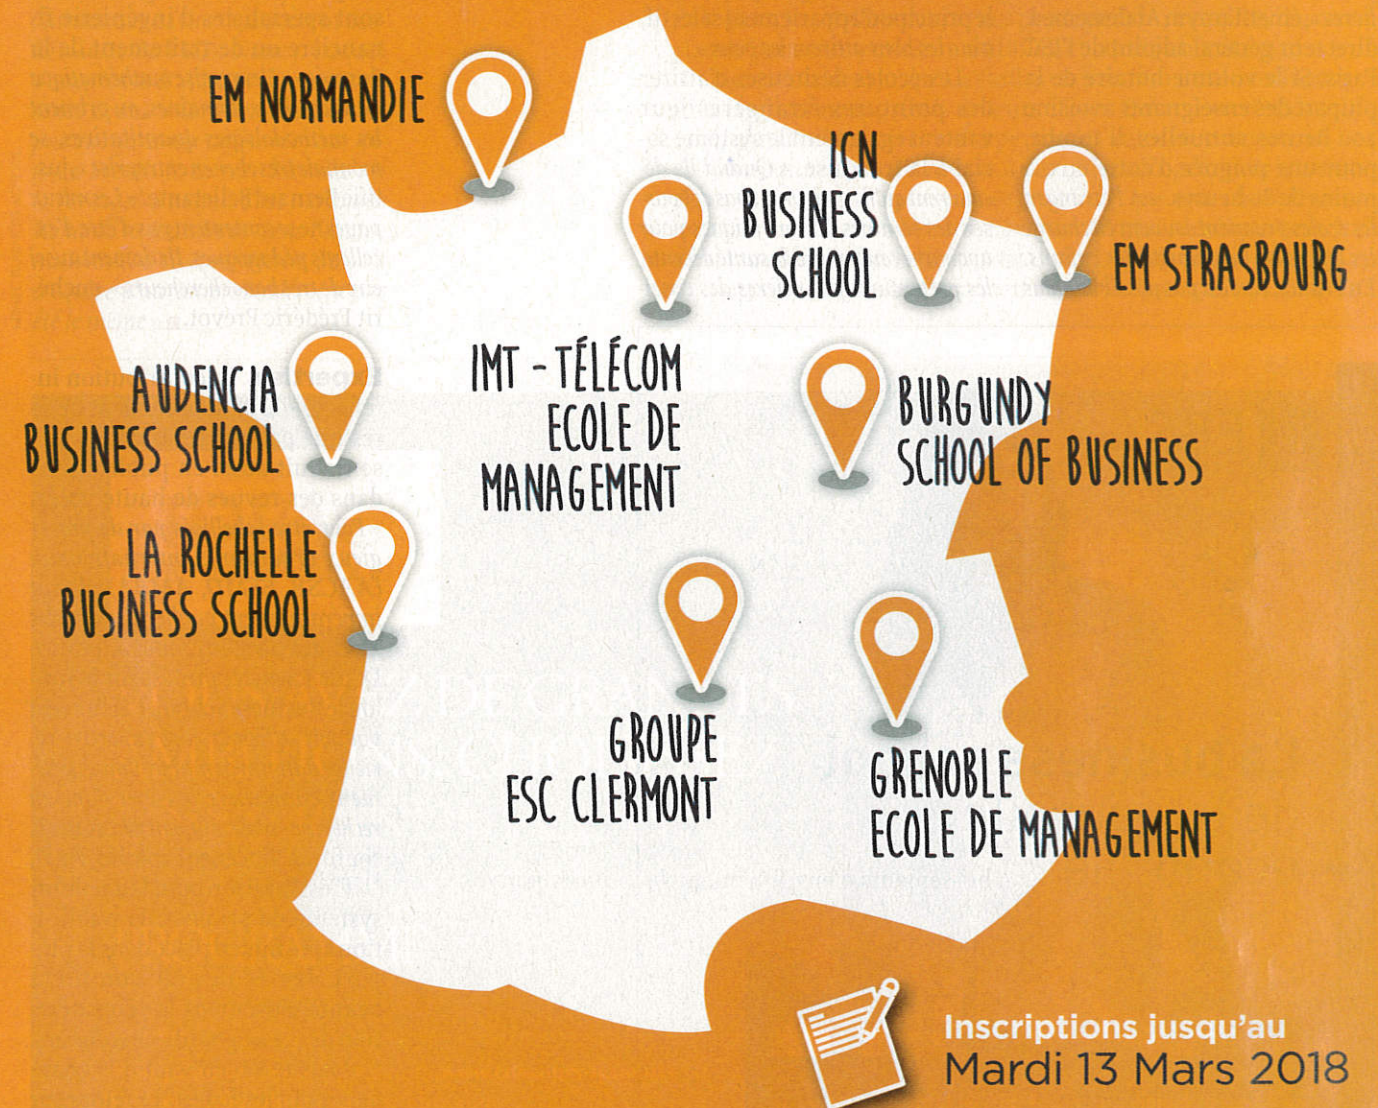 EM NORMANDIE
ICN
BUSINESS
SCHOOL
EM STRASBOURG
IMT - TÉLÉCOM
ECOLE DE
MANAGEMENT
AUDENCIA
BUSINESS SCHOOL
BURGUNDY
SCHOOL OF BUSINESS
LA ROCHELLE
BUSINESS SCHOOL
GROUPE
ESC CLERMONT
GRENOBLE
ECOLE DE MANAGEMENT
Inscriptions jusqu'au
Mardi 13 Mars 2018